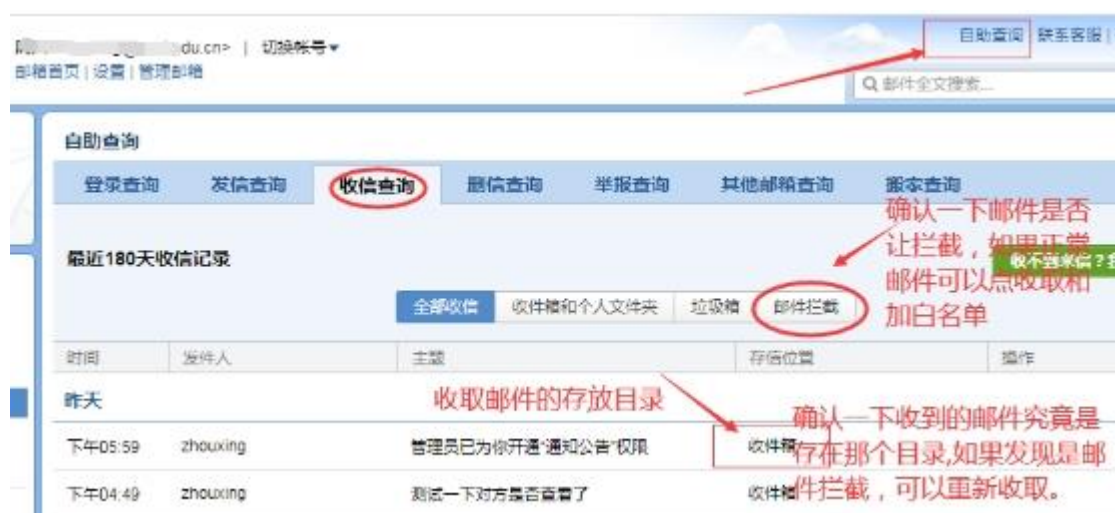 du.cn> | 切换帐号▾
自助查询 联系客服 |
邮箱首页 | 设置 | 管理邮箱
邮件全文搜索...
自助查询
登录查询 发信查询 收信查询 删信查询 举报查询 其他邮箱查询 搬家查询
确认一下邮件是否
让拦截，如果正常
邮件可以点收取和
加白名单
最近180天收信记录
收不到来信？我
全部收信 收件箱和个人文件夹 垃圾箱 邮件拦截
时间 发件人 主题 存信位置 操作
昨天
收取邮件的存放目录
确认一下收到的邮件究竟是
存在那个目录,如果发现是邮
件拦截，可以重新收取。
下午05:59 zhouxing 管理员已为你开通“通知公告”权限 收件箱
下午04:49 zhouxing 测试一下对方是否查看了 收件箱